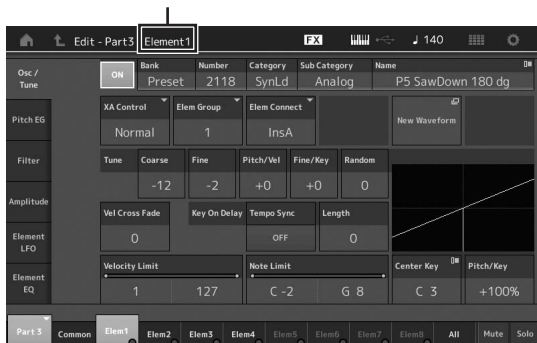 Edit - Part3 Element1 FX 140
Osc / Tune
Pitch EG
Filter
Amplitude
Element LFO
Element EQ
ON
Bank Number Category Sub Category Name
Preset 2118 SynLd Analog P5 SawDown 180 dg
XA Control Elem Group Elem Connect
Normal 1 InsA
New Waveform
Tune Coarse Fine Pitch/Vel Fine/Key Random
-12 -2 +0 +0 0
Vel Cross Fade Key On Delay Tempo Sync Length
0 OFF 0
Velocity Limit Note Limit Center Key Pitch/Key
1 127 C -2 G 8 C 3 +100%
Part 3 Common Elem1 Elem2 Elem3 Elem4 Elem5 Elem6 Elem7 Elem8 All Mute Solo